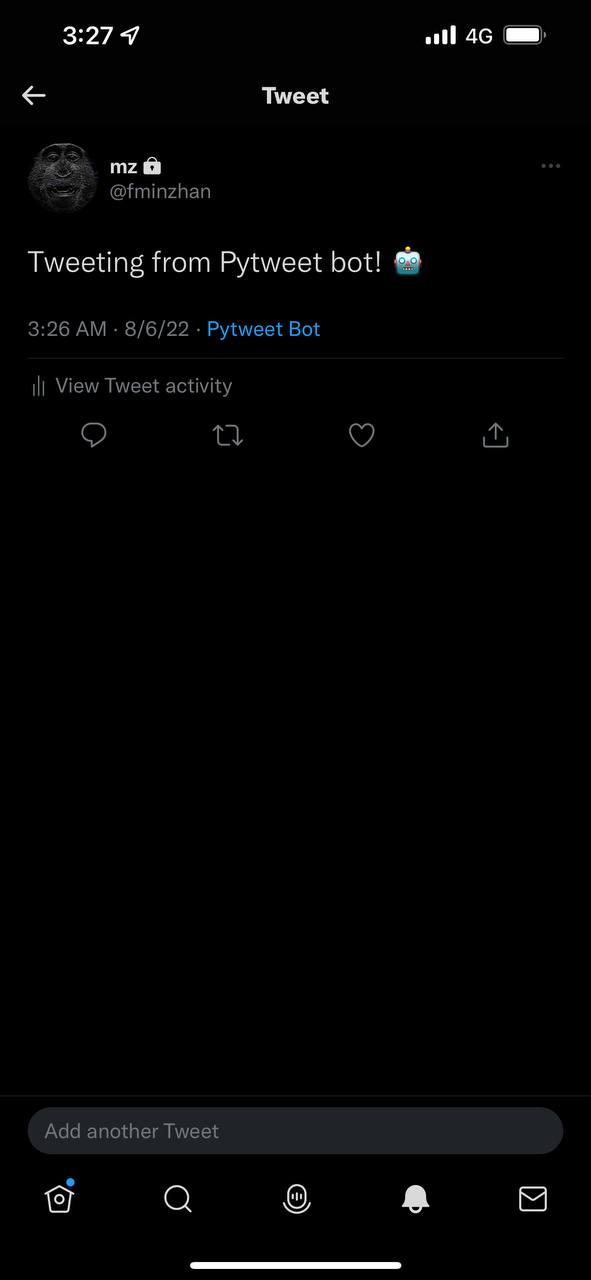 3:27 4G
Tweet
mz
@fminzhan
Tweeting from Pytweet bot! 🤖
3:26 AM · 8/6/22 · Pytweet Bot
View Tweet activity
Add another Tweet